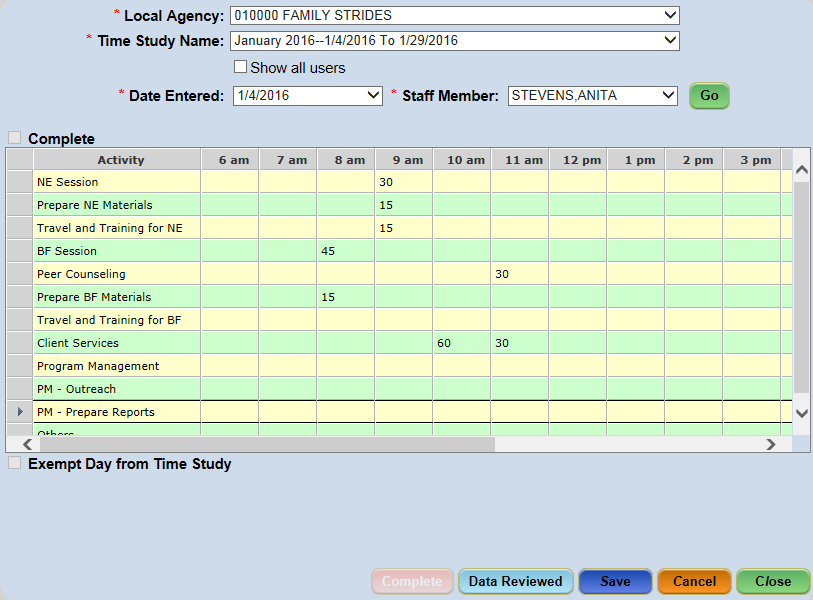 * Local Agency: 010000 FAMILY STRIDES
* Time Study Name: January 2016--1/4/2016 To 1/29/2016
Show all users
* Date Entered: 1/4/2016 * Staff Member: STEVENS,ANITA Go
Complete
Activity 6 am 7 am 8 am 9 am 10 am 11 am 12 pm 1 pm 2 pm 3 pm
NE Session 30
Prepare NE Materials 15
Travel and Training for NE 15
BF Session 45
Peer Counseling 30
Prepare BF Materials 15
Travel and Training for BF
Client Services 60 30
Program Management
PM - Outreach
PM - Prepare Reports
Others
Exempt Day from Time Study
Complete Data Reviewed Save Cancel Close